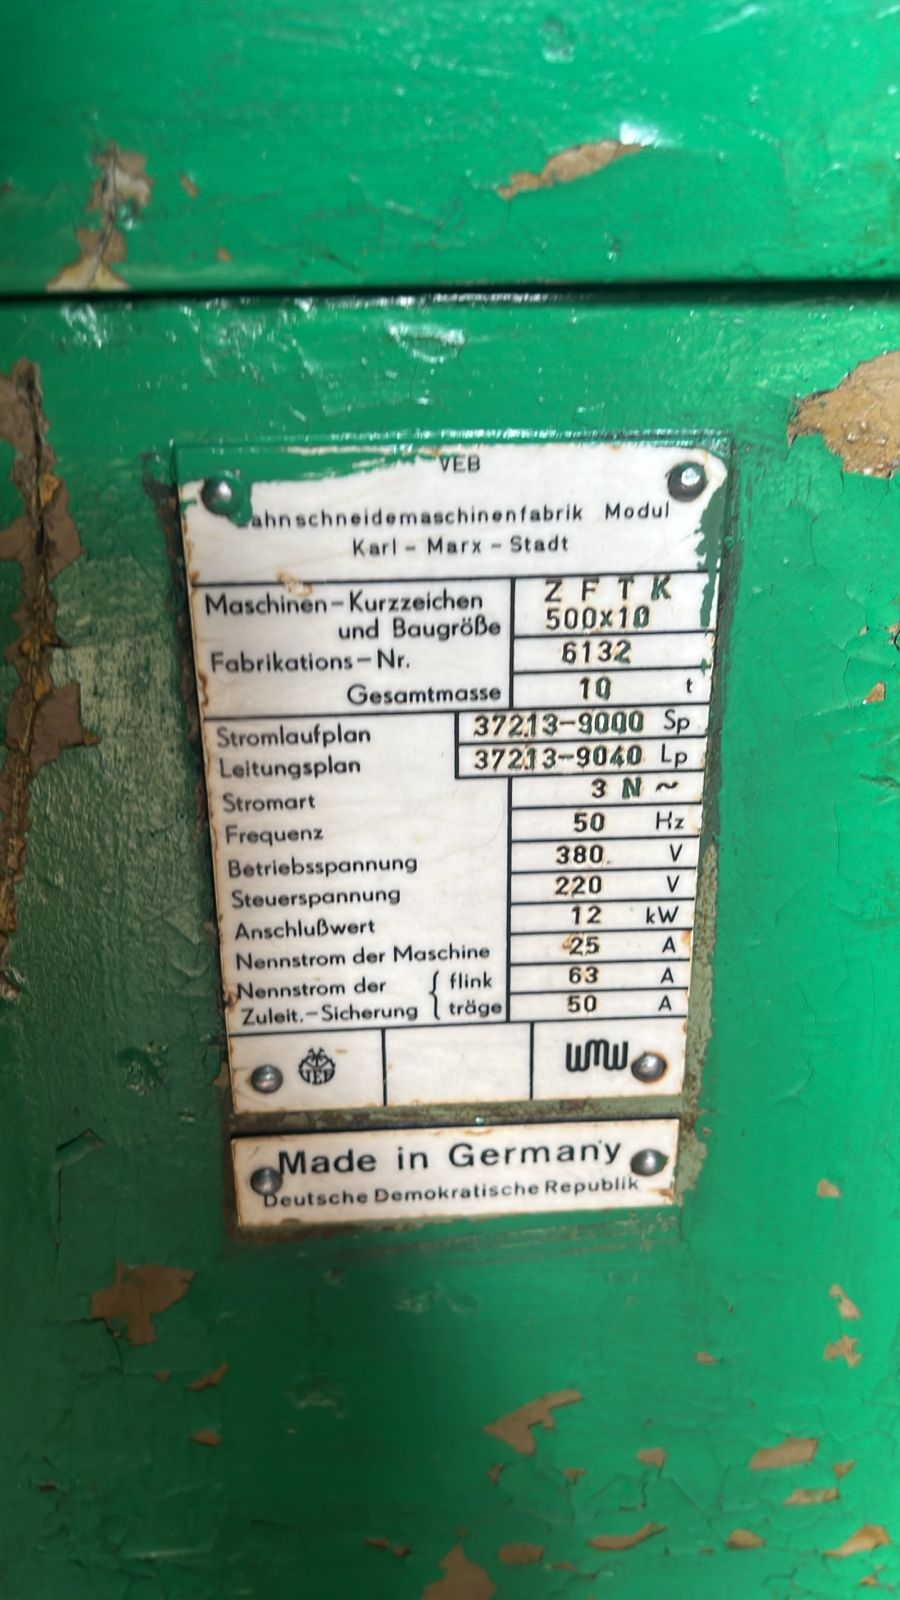 VEB
ahnschneidemaschinenfabrik Modul
Karl-Marx-Stadt
Maschinen-Kurzzeichen und Baugröße Z F T K 500x10
Fabrikations-Nr. 6132
Gesamtmasse 10 t
Stromlaufplan 37213-9000 Sp
Leitungsplan 37213-9040 Lp
Stromart 3 N ~
Frequenz 50 Hz
Betriebsspannung 380 V
Steuerspannung 220 V
Anschlußwert 12 kW
Nennstrom der Maschine 25 A
Nennstrom der Zuleit.-Sicherung { flink 63 A
träge 50 A
VEB WMW
Made in Germany
Deutsche Demokratische Republik